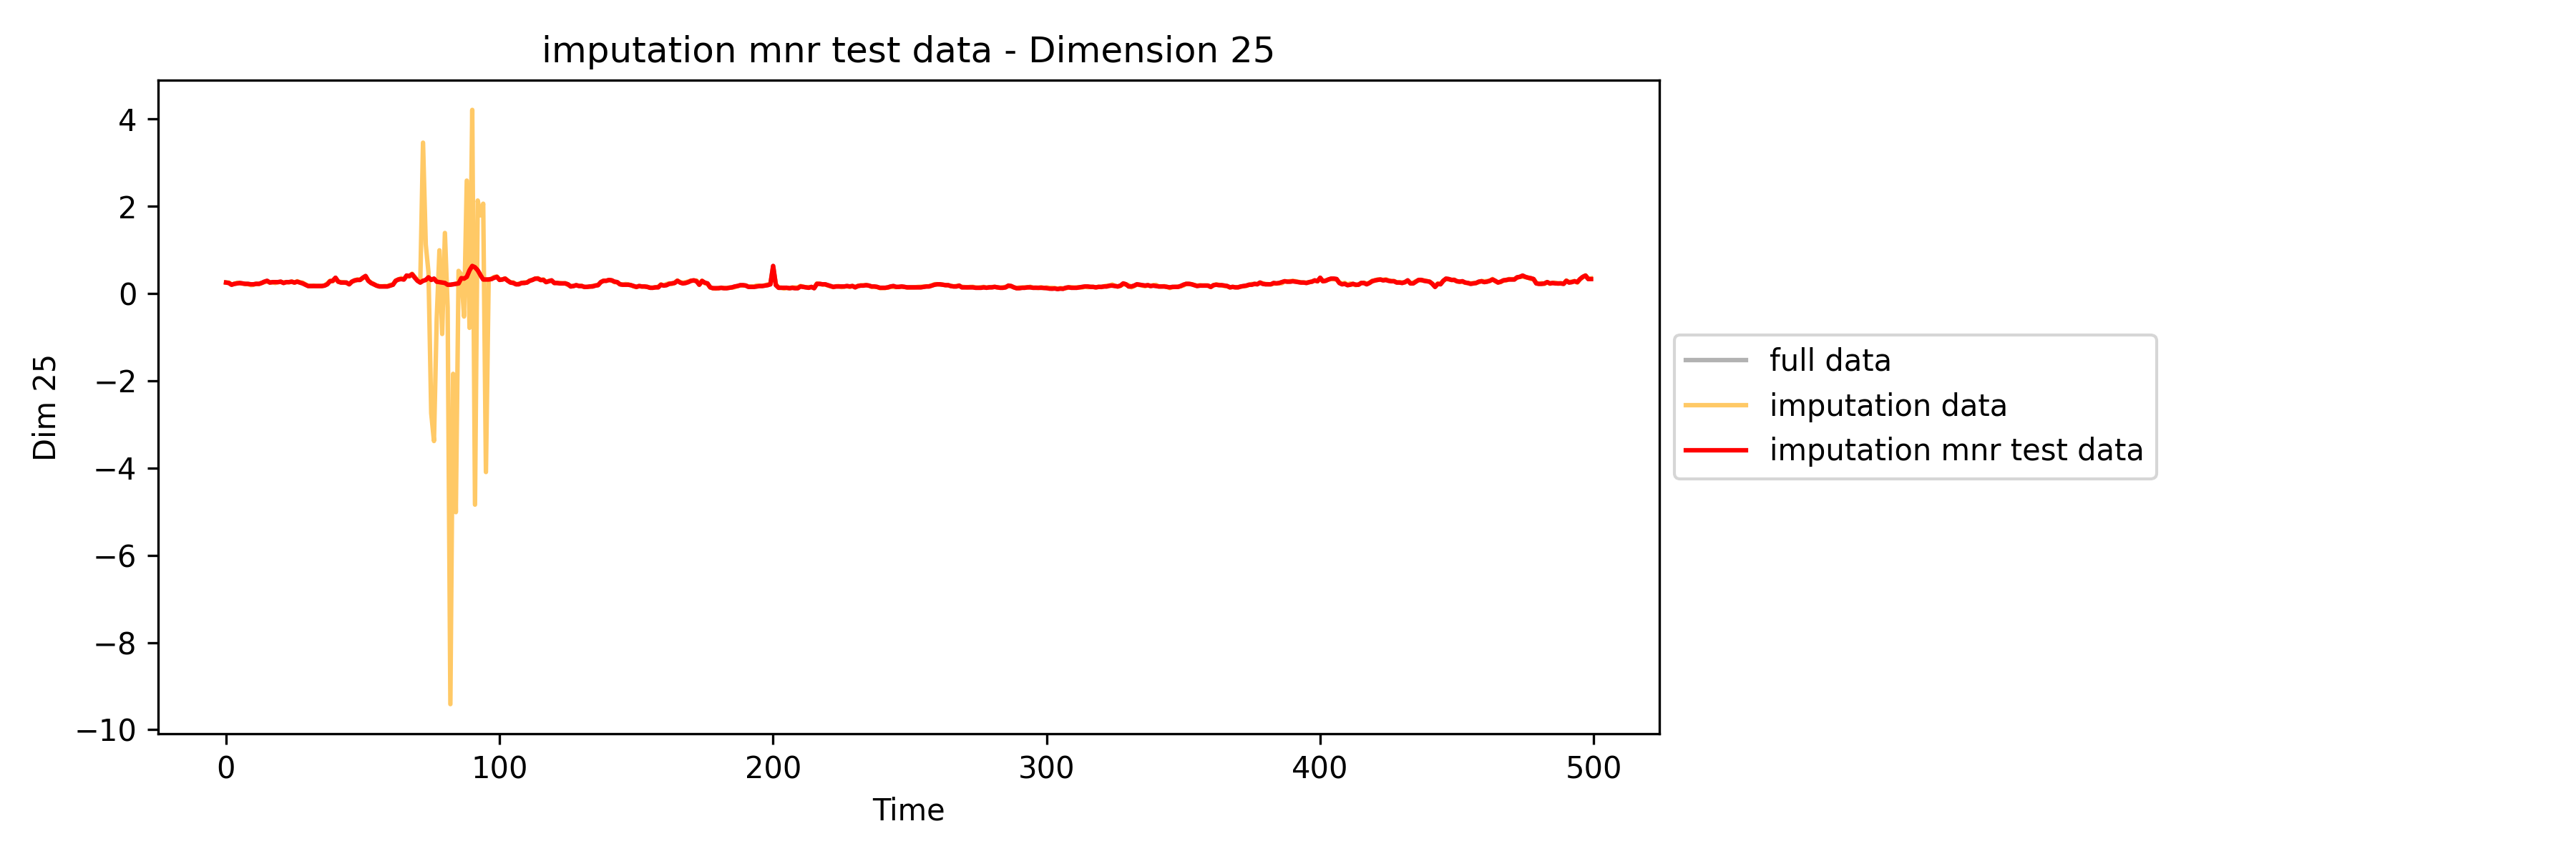 imputation mnr test data - Dimension 25
4
2
0
−2
−4
−6
−8
−10
Dim 25
0 100 200 300 400 500
Time
full data
imputation data
imputation mnr test data